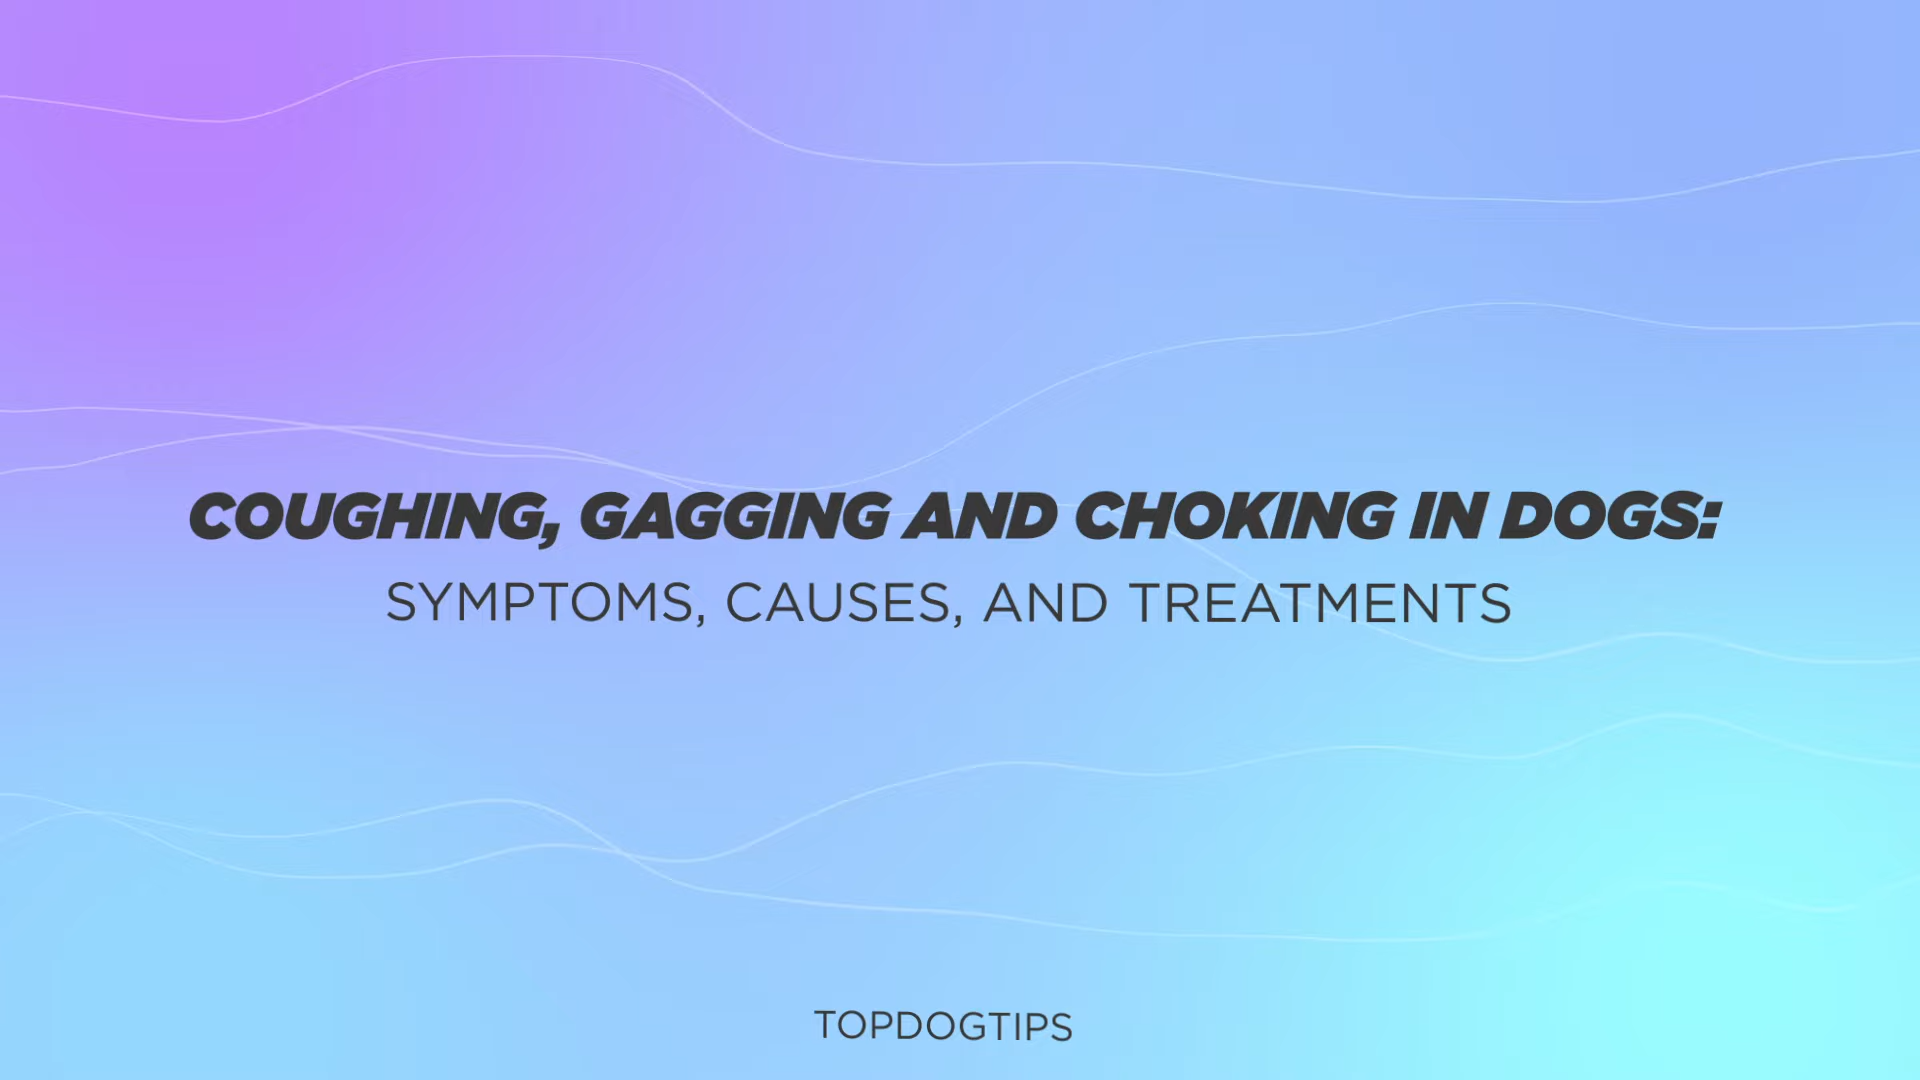 COUGHING, GAGGING AND CHOKING IN DOGS:
SYMPTOMS, CAUSES, AND TREATMENTS
TOPDOGTIPS